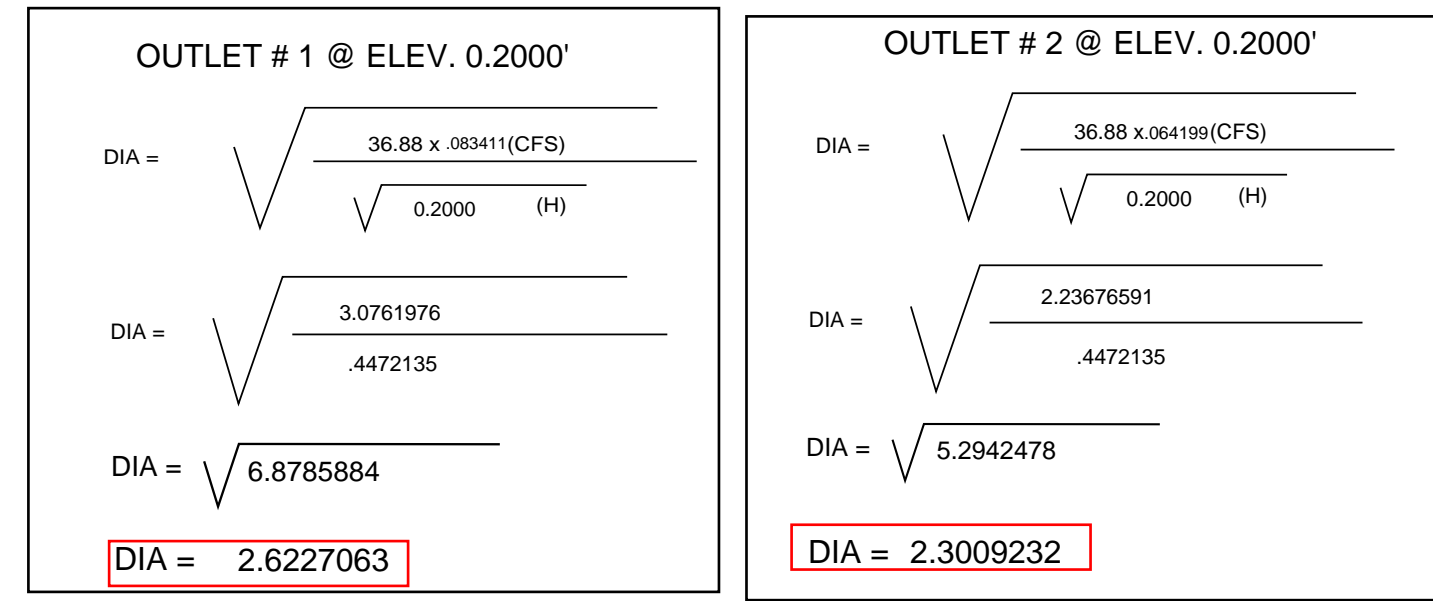 OUTLET # 1 @ ELEV. 0.2000'
DIA =
36.88 x .083411(CFS)
0.2000 (H)
DIA =
3.0761976
.4472135
DIA = √6.8785884
DIA = 2.6227063
OUTLET # 2 @ ELEV. 0.2000'
DIA =
36.88 x.064199(CFS)
0.2000 (H)
DIA =
2.23676591
.4472135
DIA = √5.2942478
DIA = 2.3009232